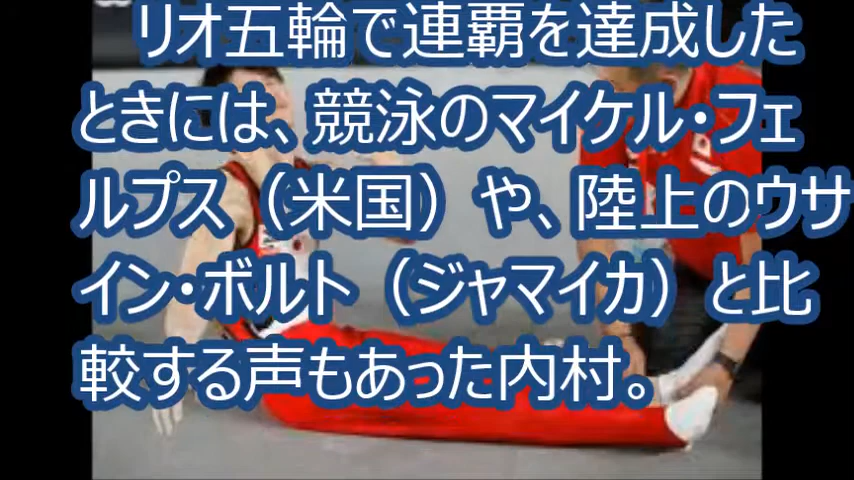 リオ五輪で連覇を達成した
ときには、競泳のマイケル・フェ
ルプス（米国）や、陸上のウサ
イン・ボルト（ジャマイカ）と比
較する声もあった内村。